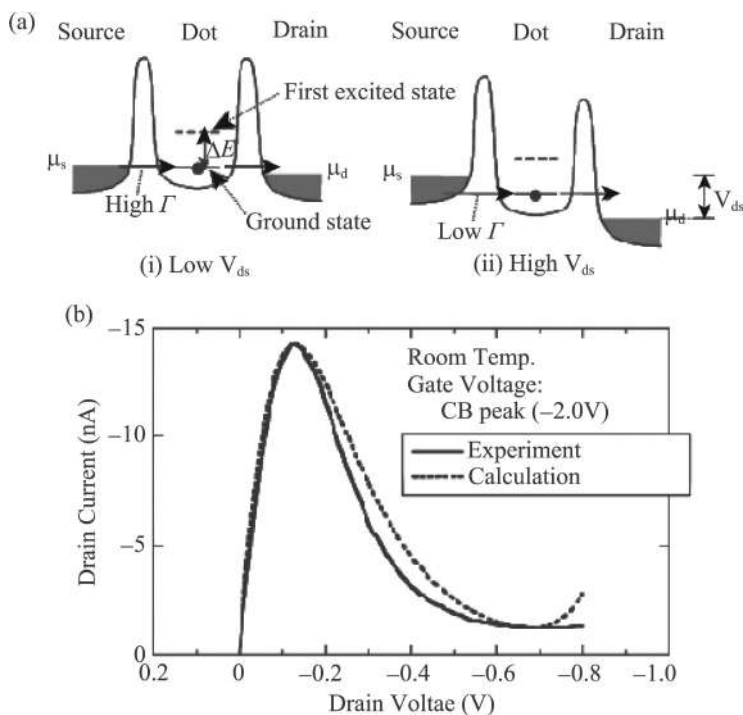 (a)
Source Dot Drain
First excited state
ΔE
μs
μd
High Γ
Ground state
(i) Low Vds
Source Dot Drain
μs
μd
Vds
Low Γ
(ii) High Vds
(b)
Drain Current (nA)
−15
−10
−5
0
Room Temp.
Gate Voltage:
CB peak (−2.0V)
Experiment
Calculation
0.2 0 −0.2 −0.4 −0.6 −0.8 −1.0
Drain Voltae (V)